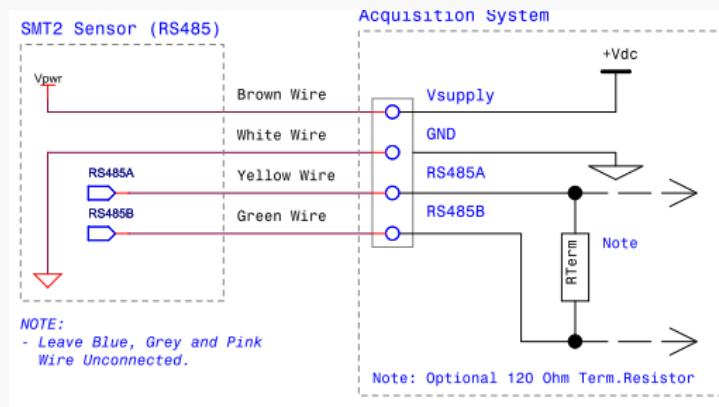 Acquisition System
SMT2 Sensor (RS485)
+Vdc
Vpwr
Brown Wire
Vsupply
White Wire
GND
RS485A
Yellow Wire
RS485A
RS485B
Green Wire
RS485B
RTerm
Note
NOTE:
- Leave Blue, Grey and Pink
Wire Unconnected.
Note: Optional 120 Ohm Term.Resistor